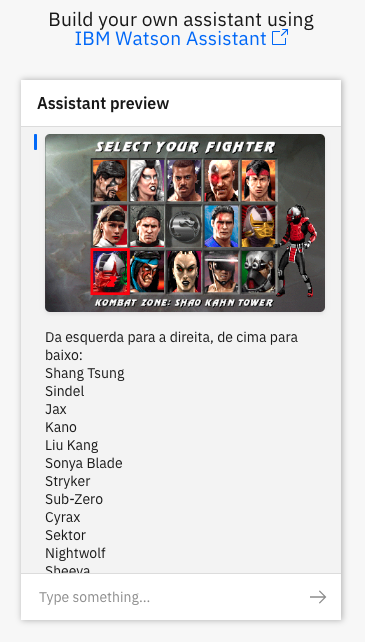 Build your own assistant using
IBM Watson Assistant
Assistant preview
SELECT YOUR FIGHTER
KOMBAT ZONE: SHAO KAHN TOWER
Da esquerda para a direita, de cima para
baixo:
Shang Tsung
Sindel
Jax
Kano
Liu Kang
Sonya Blade
Stryker
Sub-Zero
Cyrax
Sektor
Nightwolf
Sheeva
Type something...